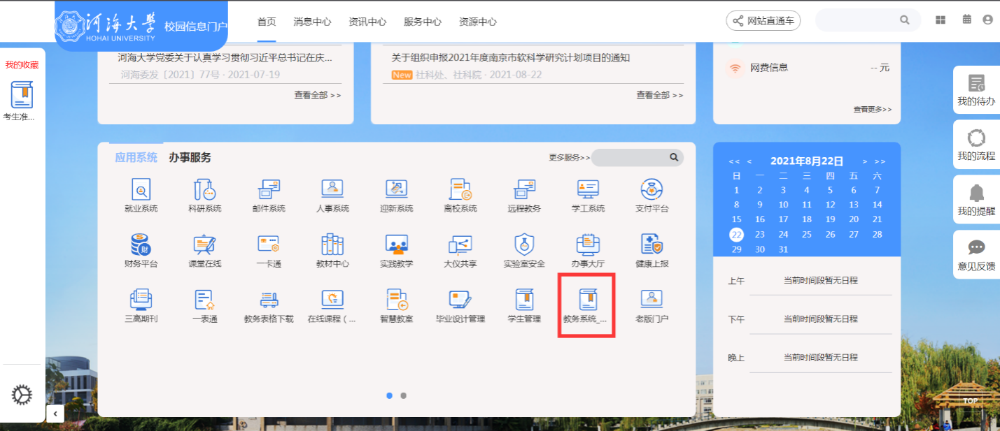 河海大學
HOHAI UNIVERSITY
校园信息门户
首页 消息中心 资讯中心 服务中心 资源中心
网站直通车
我的收藏
考生准...
河海大学党委关于认真学习贯彻习近平总书记在庆...
河海委发〔2021〕77号 · 2021-07-19
查看全部 >>
关于组织申报2021年度南京市软科学研究计划项目的通知
New 社科处、社科院 · 2021-08-22
查看全部 >>
网费信息 -- 元
查看更多>>
我的待办
我的流程
我的提醒
意见反馈
应用系统 办事服务 更多服务>>
就业系统 科研系统 邮件系统 人事系统 迎新系统 离校系统 远程教务 学工系统 支付平台
财务平台 课堂在线 一卡通 教材中心 实践教学 大仪共享 实验室安全 办事大厅 健康上报
三高期刊 一表通 教务表格下载 在线课程 ( ... 智慧教室 毕业设计管理 学生管理 教务系统_... 老版门户
<< < 2021年8月22日 > >>
日 一 二 三 四 五 六
1 2 3 4 5 6 7
8 9 10 11 12 13 14
15 16 17 18 19 20 21
22 23 24 25 26 27 28
29 30 31
上午 当前时间段暂无日程
下午 当前时间段暂无日程
晚上 当前时间段暂无日程
TOP